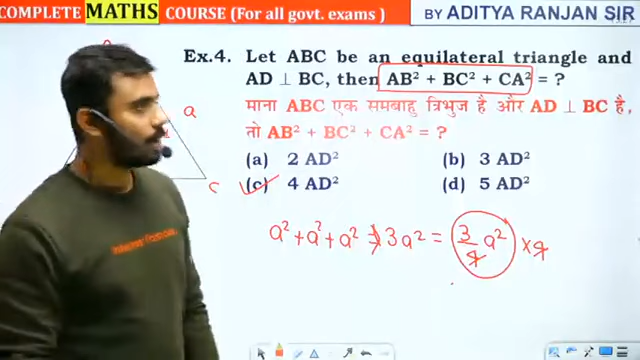 COMPLETE MATHS COURSE (For all govt. exams)
BY ADITYA RANJAN SIR
Ex.4. Let ABC be an equilateral triangle and
AD ⊥ BC, then AB² + BC² + CA² = ?
माना ABC एक समबाहु त्रिभुज है और AD ⊥ BC है,
तो AB² + BC² + CA² = ?
(a) 2 AD² (b) 3 AD²
(c) 4 AD² (d) 5 AD²
a
C
a² + a² + a² = 3a² = 3/4 a² × 4